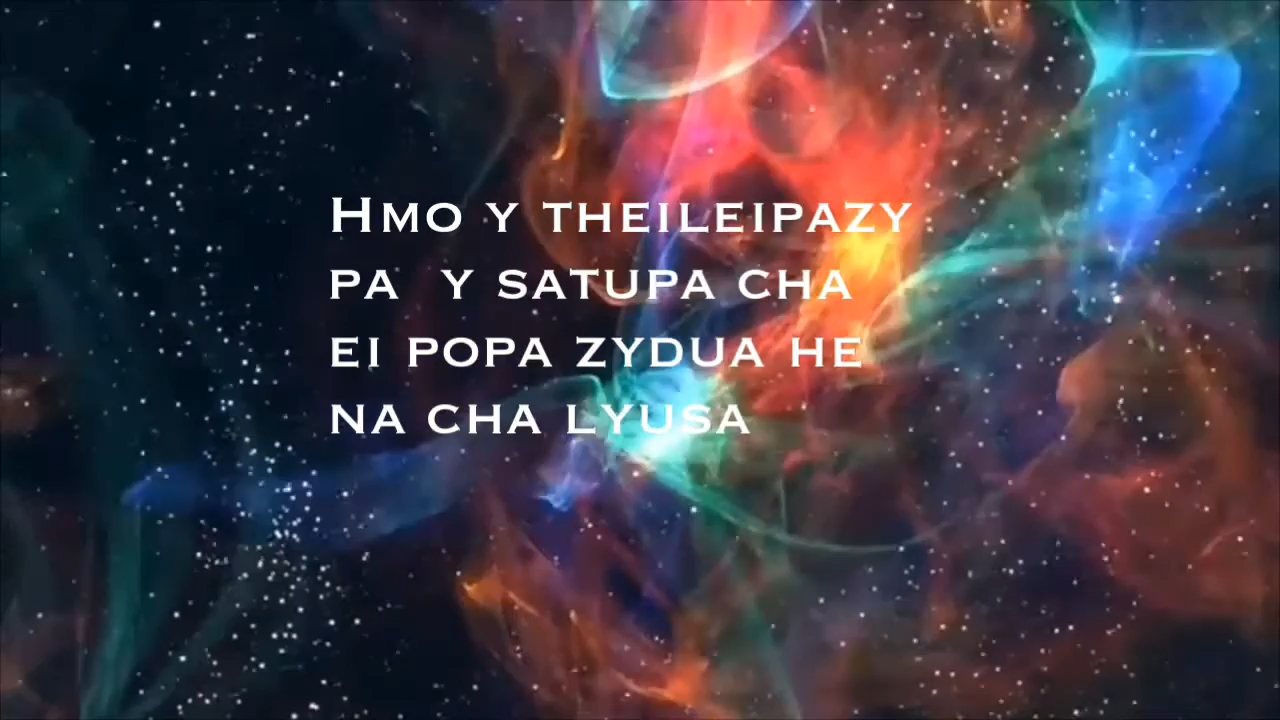 Hmo y theileipazy
pa y satupa cha
ei popa zydua he
na cha lyusa